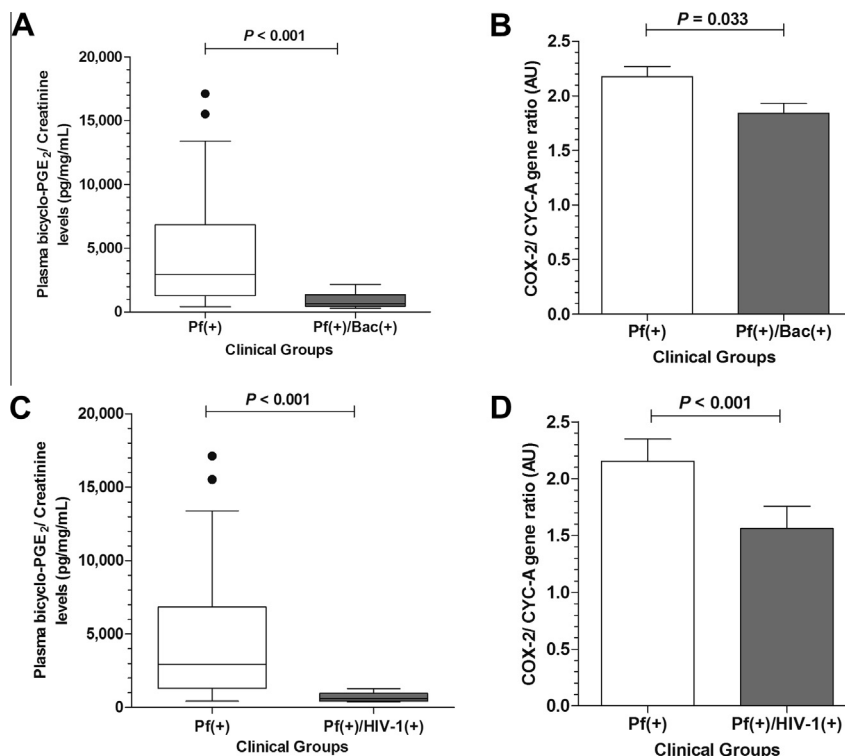 A
P < 0.001
Plasma bicyclo-PGE2/ Creatinine
levels (pg/mg/mL)
20,000
15,000
10,000
5,000
0
Pf(+)
Pf(+)/Bac(+)
Clinical Groups
B
P = 0.033
COX-2/ CYC-A gene ratio (AU)
2.5
2.0
1.5
1.0
0.5
0.0
Pf(+)
Pf(+)/Bac(+)
Clinical Groups
C
P < 0.001
Plasma bicyclo-PGE2/ Creatinine
levels (pg/mg/mL)
20,000
15,000
10,000
5,000
0
Pf(+)
Pf(+)/HIV-1(+)
Clinical Groups
D
P < 0.001
COX-2/ CYC-A gene ratio (AU)
2.5
2.0
1.5
1.0
0.5
0.0
Pf(+)
Pf(+)/HIV-1(+)
Clinical Groups